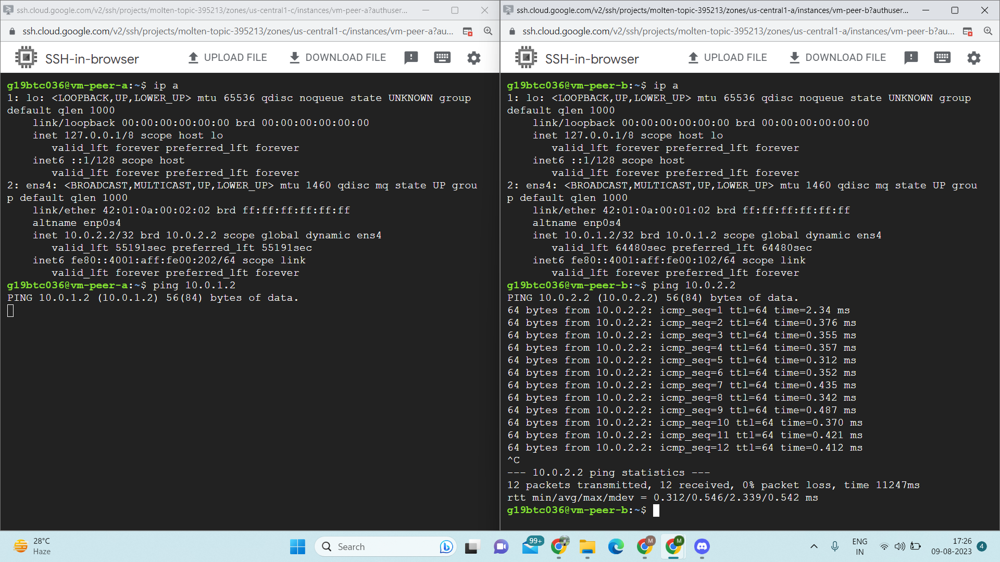 ssh.cloud.google.com/v2/ssh/projects/molten-topic-395213/zones/us-central1-c/instances/vm-peer-a?authuser...
ssh.cloud.google.com/v2/ssh/projects/molten-topic-395213/zones/us-central1-c/instances/vm-peer-a?au...
SSH-in-browser
UPLOAD FILE
DOWNLOAD FILE
g19btc036@vm-peer-a:~$ ip a
1: lo: <LOOPBACK,UP,LOWER_UP> mtu 65536 qdisc noqueue state UNKNOWN group
default qlen 1000
link/loopback 00:00:00:00:00:00 brd 00:00:00:00:00:00
inet 127.0.0.1/8 scope host lo
valid_lft forever preferred_lft forever
inet6 ::1/128 scope host
valid_lft forever preferred_lft forever
2: ens4: <BROADCAST,MULTICAST,UP,LOWER_UP> mtu 1460 qdisc mq state UP grou
p default qlen 1000
link/ether 42:01:0a:00:02:02 brd ff:ff:ff:ff:ff:ff
altname enp0s4
inet 10.0.2.2/32 brd 10.0.2.2 scope global dynamic ens4
valid_lft 55191sec preferred_lft 55191sec
inet6 fe80::4001:aff:fe00:202/64 scope link
valid_lft forever preferred_lft forever
g19btc036@vm-peer-a:~$ ping 10.0.1.2
PING 10.0.1.2 (10.0.1.2) 56(84) bytes of data.
ssh.cloud.google.com/v2/ssh/projects/molten-topic-395213/zones/us-central1-a/instances/vm-peer-b?authuser...
ssh.cloud.google.com/v2/ssh/projects/molten-topic-395213/zones/us-central1-a/instances/vm-peer-b?au...
SSH-in-browser
UPLOAD FILE
DOWNLOAD FILE
g19btc036@vm-peer-b:~$ ip a
1: lo: <LOOPBACK,UP,LOWER_UP> mtu 65536 qdisc noqueue state UNKNOWN group
default qlen 1000
link/loopback 00:00:00:00:00:00 brd 00:00:00:00:00:00
inet 127.0.0.1/8 scope host lo
valid_lft forever preferred_lft forever
inet6 ::1/128 scope host
valid_lft forever preferred_lft forever
2: ens4: <BROADCAST,MULTICAST,UP,LOWER_UP> mtu 1460 qdisc mq state UP grou
p default qlen 1000
link/ether 42:01:0a:00:01:02 brd ff:ff:ff:ff:ff:ff
altname enp0s4
inet 10.0.1.2/32 brd 10.0.1.2 scope global dynamic ens4
valid_lft 64480sec preferred_lft 64480sec
inet6 fe80::4001:aff:fe00:102/64 scope link
valid_lft forever preferred_lft forever
g19btc036@vm-peer-b:~$ ping 10.0.2.2
PING 10.0.2.2 (10.0.2.2) 56(84) bytes of data.
64 bytes from 10.0.2.2: icmp_seq=1 ttl=64 time=2.34 ms
64 bytes from 10.0.2.2: icmp_seq=2 ttl=64 time=0.376 ms
64 bytes from 10.0.2.2: icmp_seq=3 ttl=64 time=0.355 ms
64 bytes from 10.0.2.2: icmp_seq=4 ttl=64 time=0.357 ms
64 bytes from 10.0.2.2: icmp_seq=5 ttl=64 time=0.312 ms
64 bytes from 10.0.2.2: icmp_seq=6 ttl=64 time=0.352 ms
64 bytes from 10.0.2.2: icmp_seq=7 ttl=64 time=0.435 ms
64 bytes from 10.0.2.2: icmp_seq=8 ttl=64 time=0.342 ms
64 bytes from 10.0.2.2: icmp_seq=9 ttl=64 time=0.487 ms
64 bytes from 10.0.2.2: icmp_seq=10 ttl=64 time=0.370 ms
64 bytes from 10.0.2.2: icmp_seq=11 ttl=64 time=0.421 ms
64 bytes from 10.0.2.2: icmp_seq=12 ttl=64 time=0.412 ms
^C
--- 10.0.2.2 ping statistics ---
12 packets transmitted, 12 received, 0% packet loss, time 11247ms
rtt min/avg/max/mdev = 0.312/0.546/2.339/0.542 ms
g19btc036@vm-peer-b:~$
28°C
Haze
Search
99+
M
M
ENG
IN
17:26
09-08-2023
4